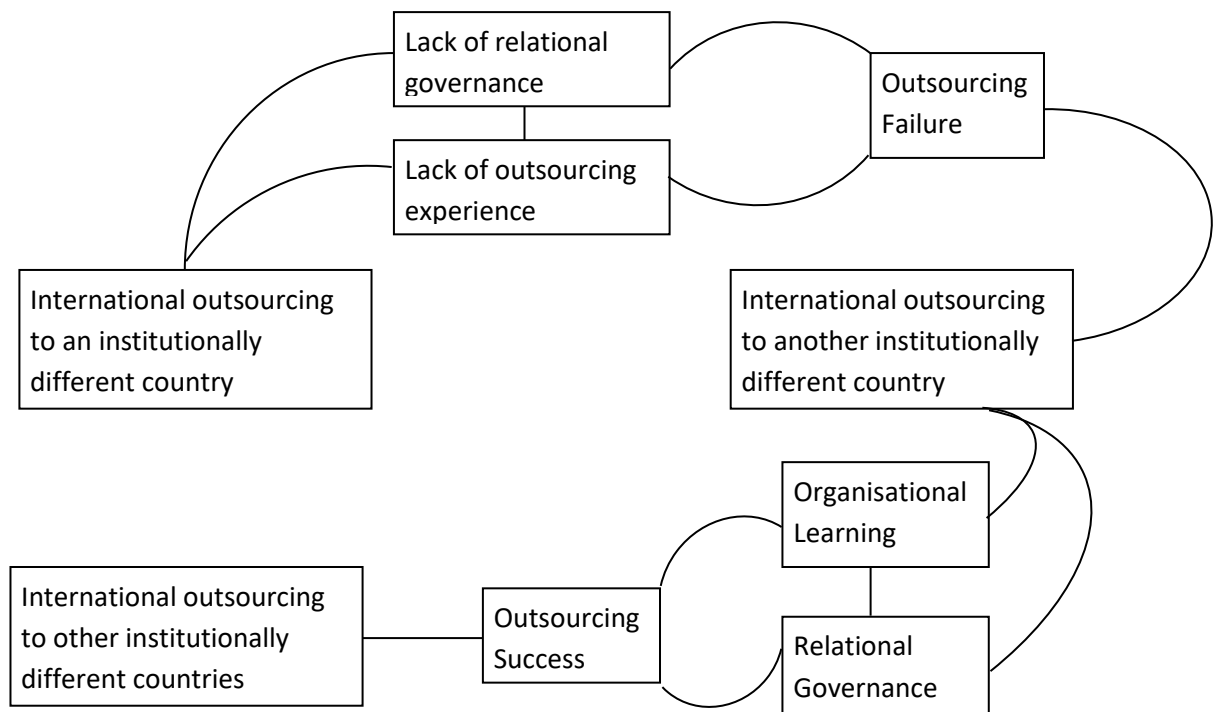 Lack of relational
governance
Outsourcing
Failure
Lack of outsourcing
experience
International outsourcing
to an institutionally
different country
International outsourcing
to another institutionally
different country
Organisational
Learning
International outsourcing
to other institutionally
different countries
Outsourcing
Success
Relational
Governance